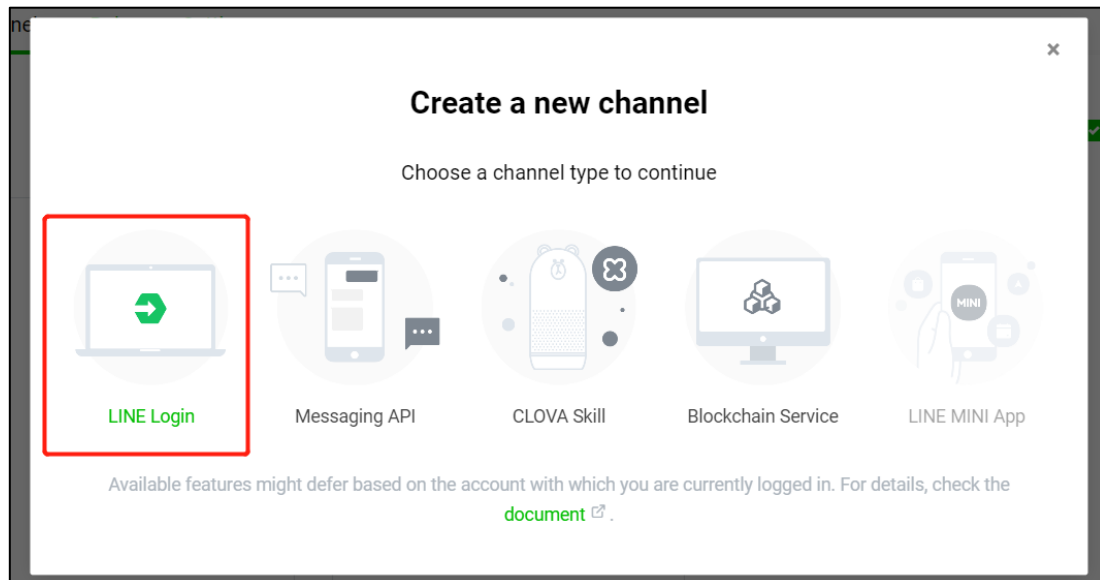 Create a new channel
Choose a channel type to continue
MINI
LINE Login
Messaging API
CLOVA Skill
Blockchain Service
LINE MINI App
Available features might defer based on the account with which you are currently logged in. For details, check the
document